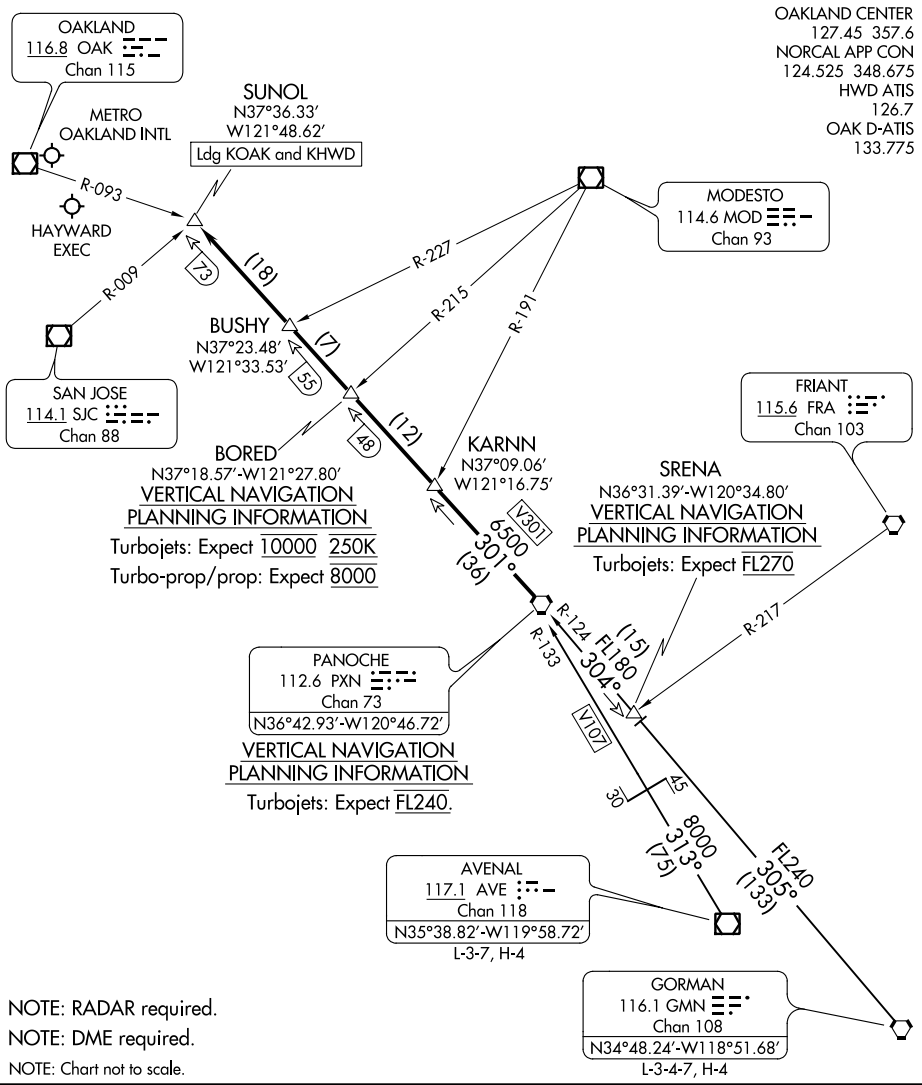 OAKLAND
116.8 OAK
Chan 115
OAKLAND CENTER
127.45 357.6
NORCAL APP CON
124.525 348.675
HWD ATIS
126.7
OAK D-ATIS
133.775
METRO
OAKLAND INTL
SUNOL
N37°36.33'
W121°48.62'
Ldg KOAK and KHWD
R-093
HAYWARD
EXEC
R-009
MODESTO
114.6 MOD
Chan 93
R-227
R-215
R-191
73
(18)
BUSHY
N37°23.48'
W121°33.53'
(7)
55
SAN JOSE
114.1 SJC
Chan 88
48
(12)
BORED
N37°18.57'-W121°27.80'
VERTICAL NAVIGATION
PLANNING INFORMATION
Turbojets: Expect 10000 250K
Turbo-prop/prop: Expect 8000
KARNN
N37°09.06'
W121°16.75'
FRIANT
115.6 FRA
Chan 103
SRENA
N36°31.39'-W120°34.80'
VERTICAL NAVIGATION
PLANNING INFORMATION
Turbojets: Expect FL270
V301
6500
301°
(36)
R-217
R-124
R-133
(15)
FL180
304°
V107
PANOCHE
112.6 PXN
Chan 73
N36°42.93'-W120°46.72'
VERTICAL NAVIGATION
PLANNING INFORMATION
Turbojets: Expect FL240.
30
45
8000
313°
(75)
FL240
305°
(133)
AVENAL
117.1 AVE
Chan 118
N35°38.82'-W119°58.72'
L-3-7, H-4
GORMAN
116.1 GMN
Chan 108
N34°48.24'-W118°51.68'
L-3-4-7, H-4
NOTE: RADAR required.
NOTE: DME required.
NOTE: Chart not to scale.